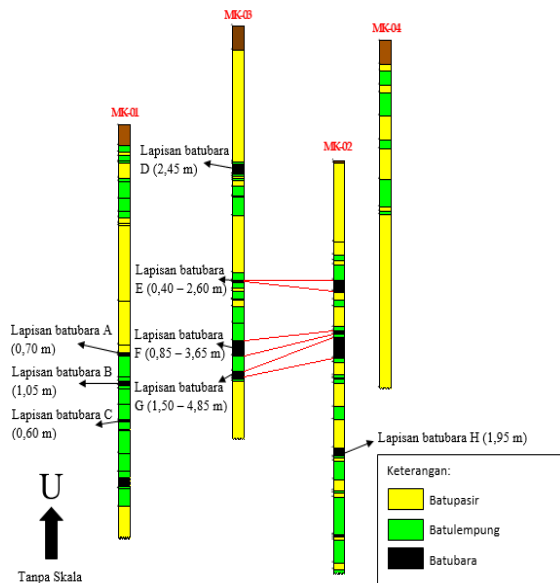 MK-03
MK-04
MK-01
MK-02
Lapisan batubara
D (2,45 m)
Lapisan batubara
E (0,40 – 2,60 m)
Lapisan batubara A
(0,70 m)
Lapisan batubara
F (0,85 – 3,65 m)
Lapisan batubara B
(1,05 m)
Lapisan batubara
G (1,50 – 4,85 m)
Lapisan batubara C
(0,60 m)
Lapisan batubara H (1,95 m)
U
Tanpa Skala
Keterangan:
Batupasir
Batulempung
Batubara